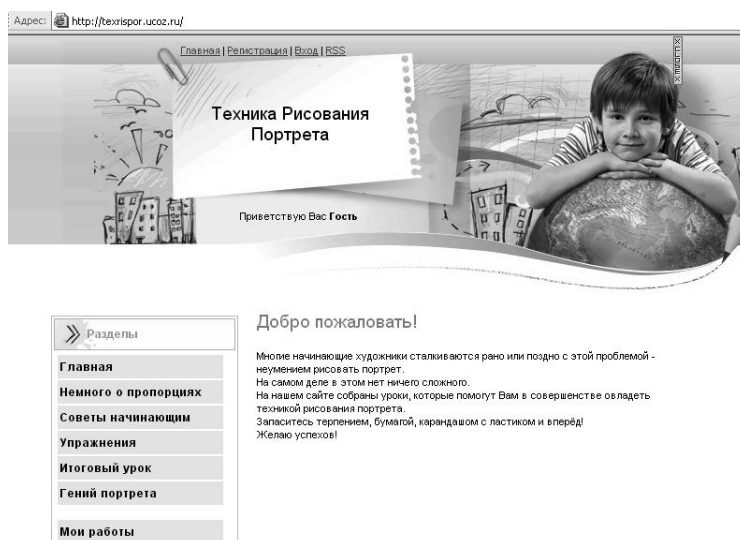 Адрес: http://texrispor.ucoz.ru/
Главная | Регистрация | Вход | RSS
Техника Рисования
Портрета
Приветствую Вас Гость
Разделы
Главная
Немного о пропорциях
Советы начинающим
Упражнения
Итоговый урок
Гений портрета
Мои работы
Добро пожаловать!
Многие начинающие художники сталкиваются рано или поздно с этой проблемой -
неумением рисовать портрет.
На самом деле в этом нет ничего сложного.
На нашем сайте собраны уроки, которые помогут Вам в совершенстве овладеть
техникой рисования портрета.
Запаситесь терпением, бумагой, карандашом с ластиком и вперёд!
Желаю успехов!